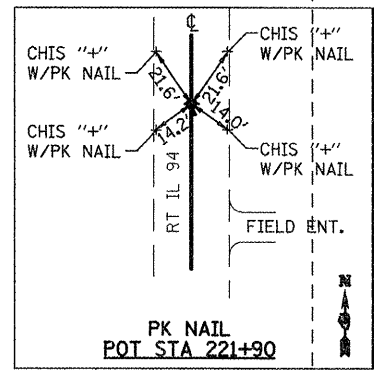 ℄
CHIS "+"
W/PK NAIL
CHIS "+"
W/PK NAIL
21.6'
21.6'
14.2'
14.0'
CHIS "+"
W/PK NAIL
CHIS "+"
W/PK NAIL
RT IL 94
FIELD ENT.
N
PK NAIL
POT STA 221+90